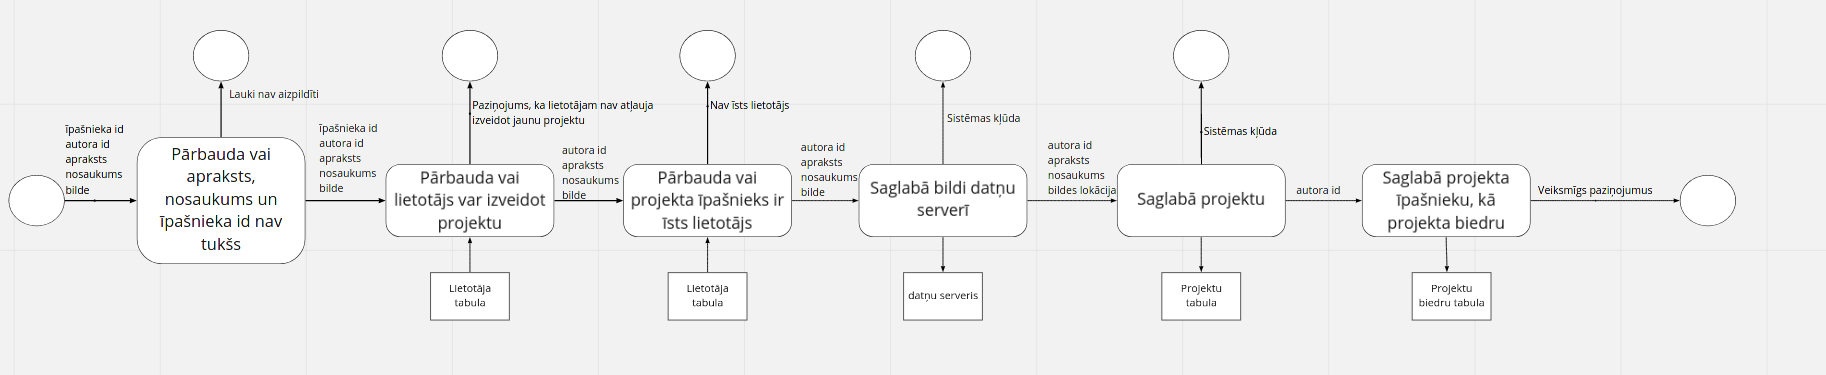 īpašnieka id
autora id
apraksts
nosaukums
bilde
Lauki nav aizpildīti
Pārbauda vai
apraksts,
nosaukums un
īpašnieka id nav
tukšs
īpašnieka id
autora id
apraksts
nosaukums
bilde
Paziņojums, ka lietotājam nav atļauja
izveidot jaunu projektu
Pārbauda vai
lietotājs var izveidot
projektu
Lietotāja
tabula
autora id
apraksts
nosaukums
bilde
Nav īsts lietotājs
Pārbauda vai
projekta īpašnieks ir
īsts lietotājs
Lietotāja
tabula
autora id
apraksts
nosaukums
bilde
Sistēmas kļūda
Saglabā bildi datņu
serverī
datņu serveris
autora id
apraksts
nosaukums
bildes lokācija
Sistēmas kļūda
Saglabā projektu
Projektu
tabula
autora id
Saglabā projekta
īpašnieku, kā
projekta biedru
Projektu
biedru tabula
Veiksmīgs paziņojumus